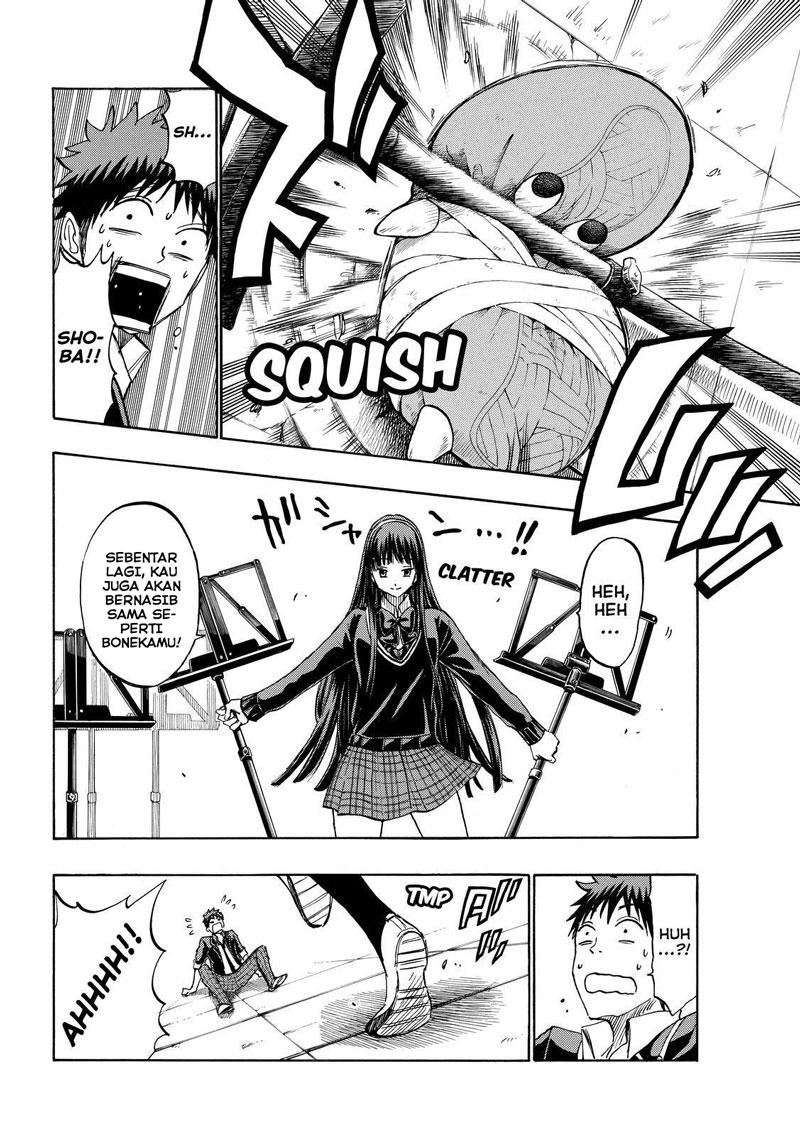 ズ
SQUISH
SH...
SHO-
BA!!
HEH,
HEH
...
ガシャン…!!
CLATTER
SEBENTAR
LAGI, KAU
JUGA AKAN
BERNASIB
SAMA SE-
PERTI
BONEKAMU!
HUH
...?!
TMP
AHHHH!!